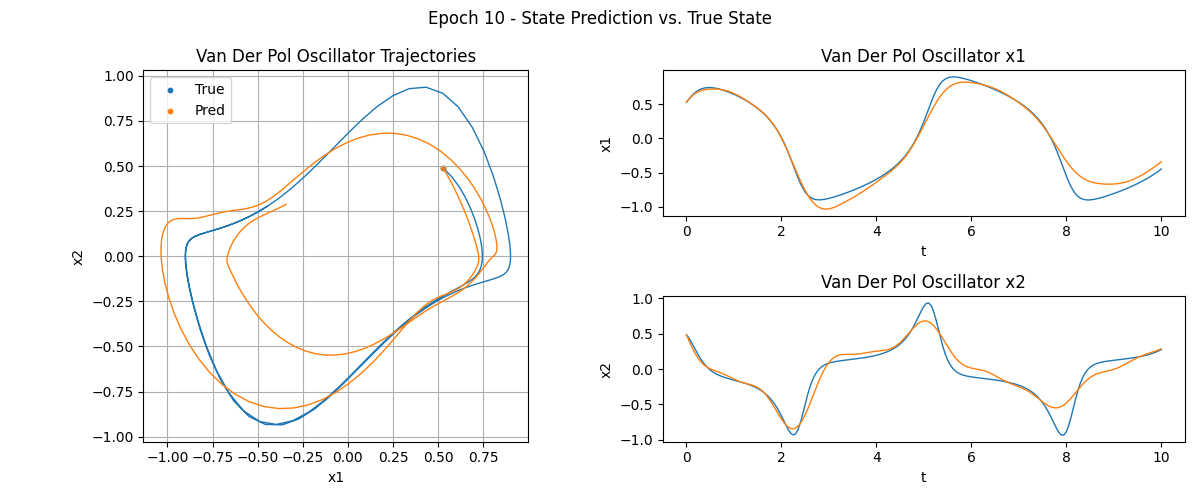 Epoch 10 - State Prediction vs. True State
Van Der Pol Oscillator Trajectories
True
Pred
1.00
0.75
0.50
0.25
0.00
−0.25
−0.50
−0.75
−1.00
x2
−1.00 −0.75 −0.50 −0.25 0.00 0.25 0.50 0.75
x1
Van Der Pol Oscillator x1
0.5
0.0
−0.5
−1.0
x1
0 2 4 6 8 10
t
Van Der Pol Oscillator x2
1.0
0.5
0.0
−0.5
−1.0
x2
0 2 4 6 8 10
t